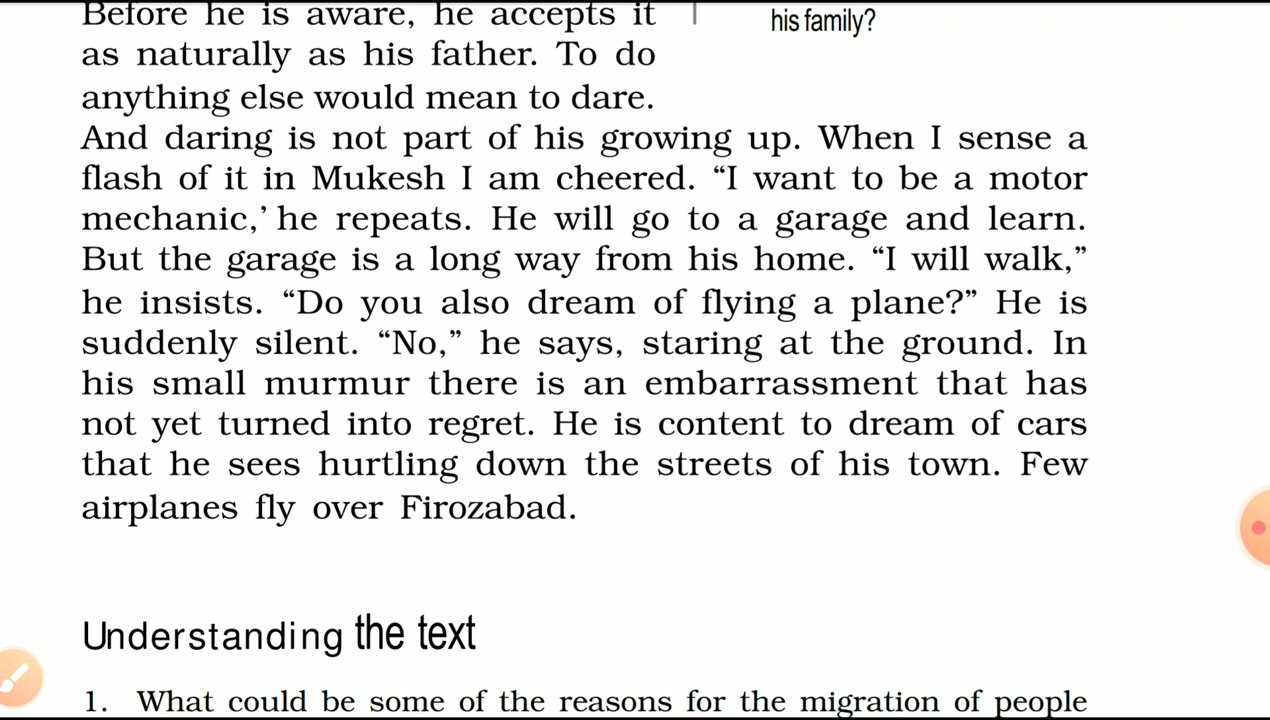 Before he is aware, he accepts it
his family?
as naturally as his father. To do
anything else would mean to dare.
And daring is not part of his growing up. When I sense a
flash of it in Mukesh I am cheered. “I want to be a motor
mechanic,’ he repeats. He will go to a garage and learn.
But the garage is a long way from his home. “I will walk,”
he insists. “Do you also dream of flying a plane?” He is
suddenly silent. “No,” he says, staring at the ground. In
his small murmur there is an embarrassment that has
not yet turned into regret. He is content to dream of cars
that he sees hurtling down the streets of his town. Few
airplanes fly over Firozabad.
Understanding the text
1. What could be some of the reasons for the migration of people